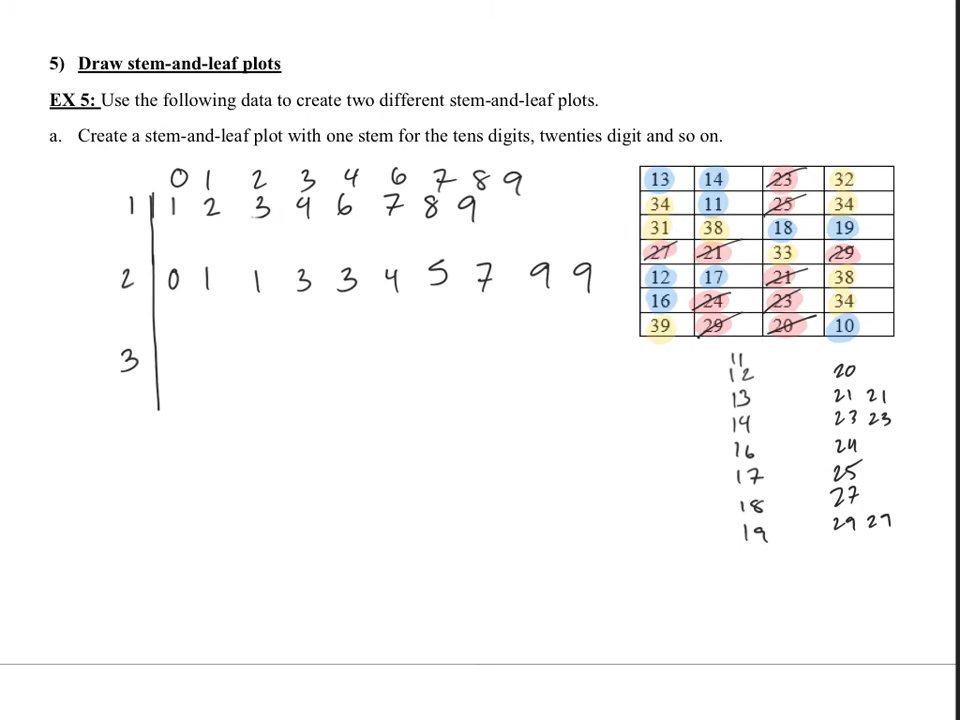 5) Draw stem-and-leaf plots
EX 5: Use the following data to create two different stem-and-leaf plots.
a. Create a stem-and-leaf plot with one stem for the tens digits, twenties digit and so on.
0 1 2 3 4 6 7 8 9
1 | 1 2 3 4 6 7 8 9
2 | 0 1 1 3 3 4 5 7 9 9
3 |
13 14 23 32
34 11 25 34
31 38 18 19
27 21 33 29
12 17 21 38
16 24 23 34
39 29 20 10
11
12
13
14
16
17
18
19
20
21 21
23 23
24
25
27
29 29